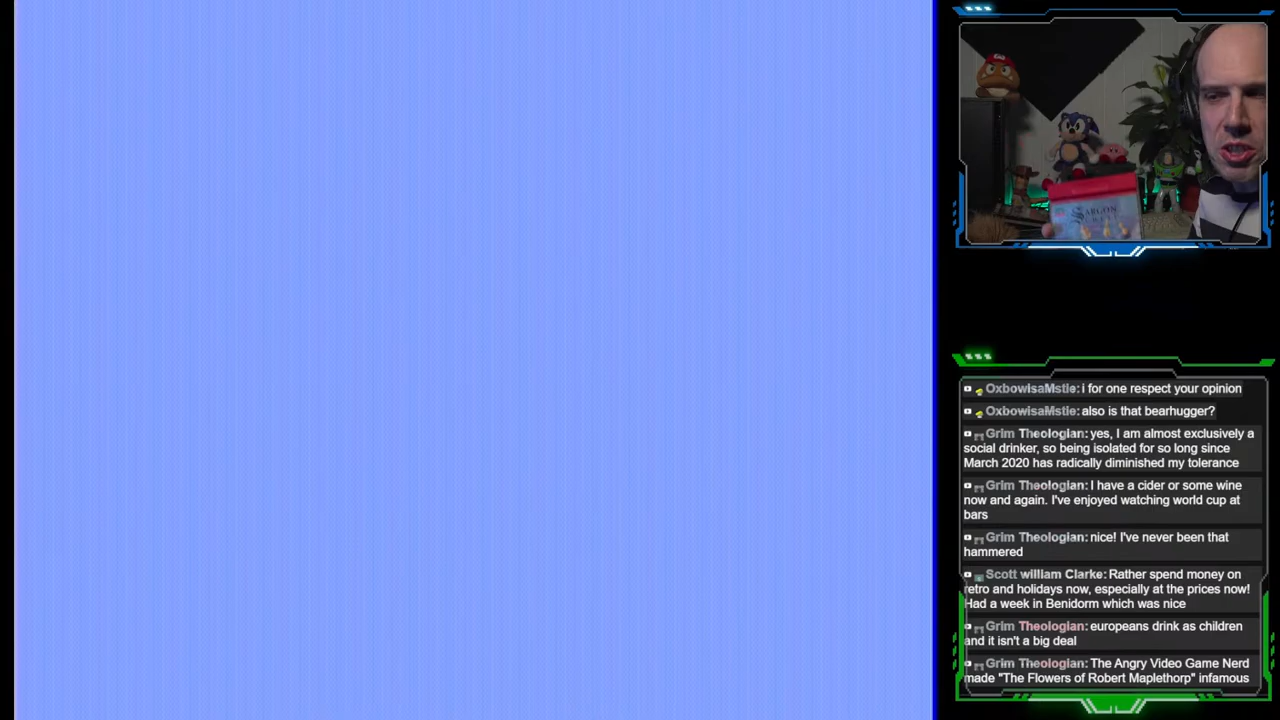 SARGON
OxbowisaMstie: i for one respect your opinion
OxbowisaMstie: also is that bearhugger?
Grim Theologian: yes, I am almost exclusively a
social drinker, so being isolated for so long since
March 2020 has radically diminished my tolerance
Grim Theologian: I have a cider or some wine
now and again. I've enjoyed watching world cup at
bars
Grim Theologian: nice! I've never been that
hammered
Scott william Clarke: Rather spend money on
retro and holidays now, especially at the prices now!
Had a week in Benidorm which was nice
Grim Theologian: europeans drink as children
and it isn't a big deal
Grim Theologian: The Angry Video Game Nerd
made "The Flowers of Robert Maplethorp" infamous